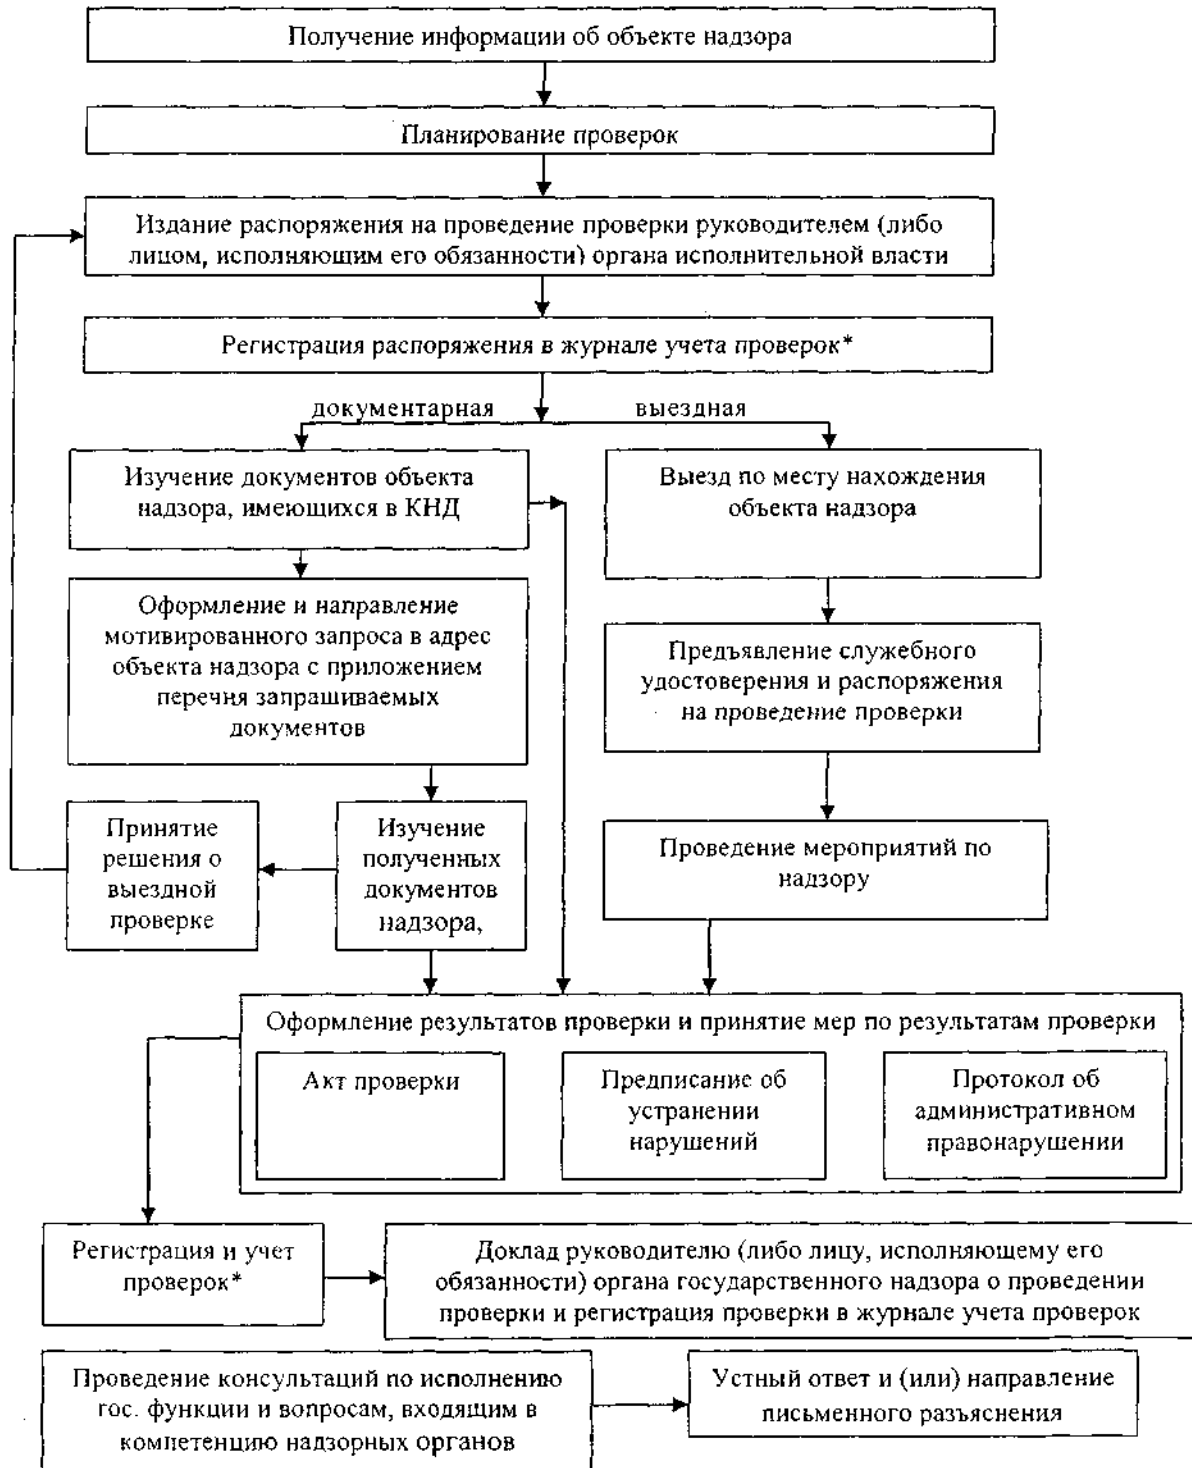 Получение информации об объекте надзора
Планирование проверок
Издание распоряжения на проведение проверки руководителем (либо
лицом, исполняющим его обязанности) органа исполнительной власти
Регистрация распоряжения в журнале учета проверок*
документарная
выездная
Изучение документов объекта
надзора, имеющихся в КНД
Оформление и направление
мотивированного запроса в адрес
объекта надзора с приложением
перечня запрашиваемых
документов
Принятие
решения о
выездной
проверке
Изучение
полученных
документов
надзора,
Выезд по месту нахождения
объекта надзора
Предъявление служебного
удостоверения и распоряжения
на проведение проверки
Проведение мероприятий по
надзору
Оформление результатов проверки и принятие мер по результатам проверки
Акт проверки
Предписание об
устранении
нарушений
Протокол об
административном
правонарушении
Регистрация и учет
проверок*
Доклад руководителю (либо лицу, исполняющему его
обязанности) органа государственного надзора о проведении
проверки и регистрация проверки в журнале учета проверок
Проведение консультаций по исполнению
гос. функции и вопросам, входящим в
компетенцию надзорных органов
Устный ответ и (или) направление
письменного разъяснения